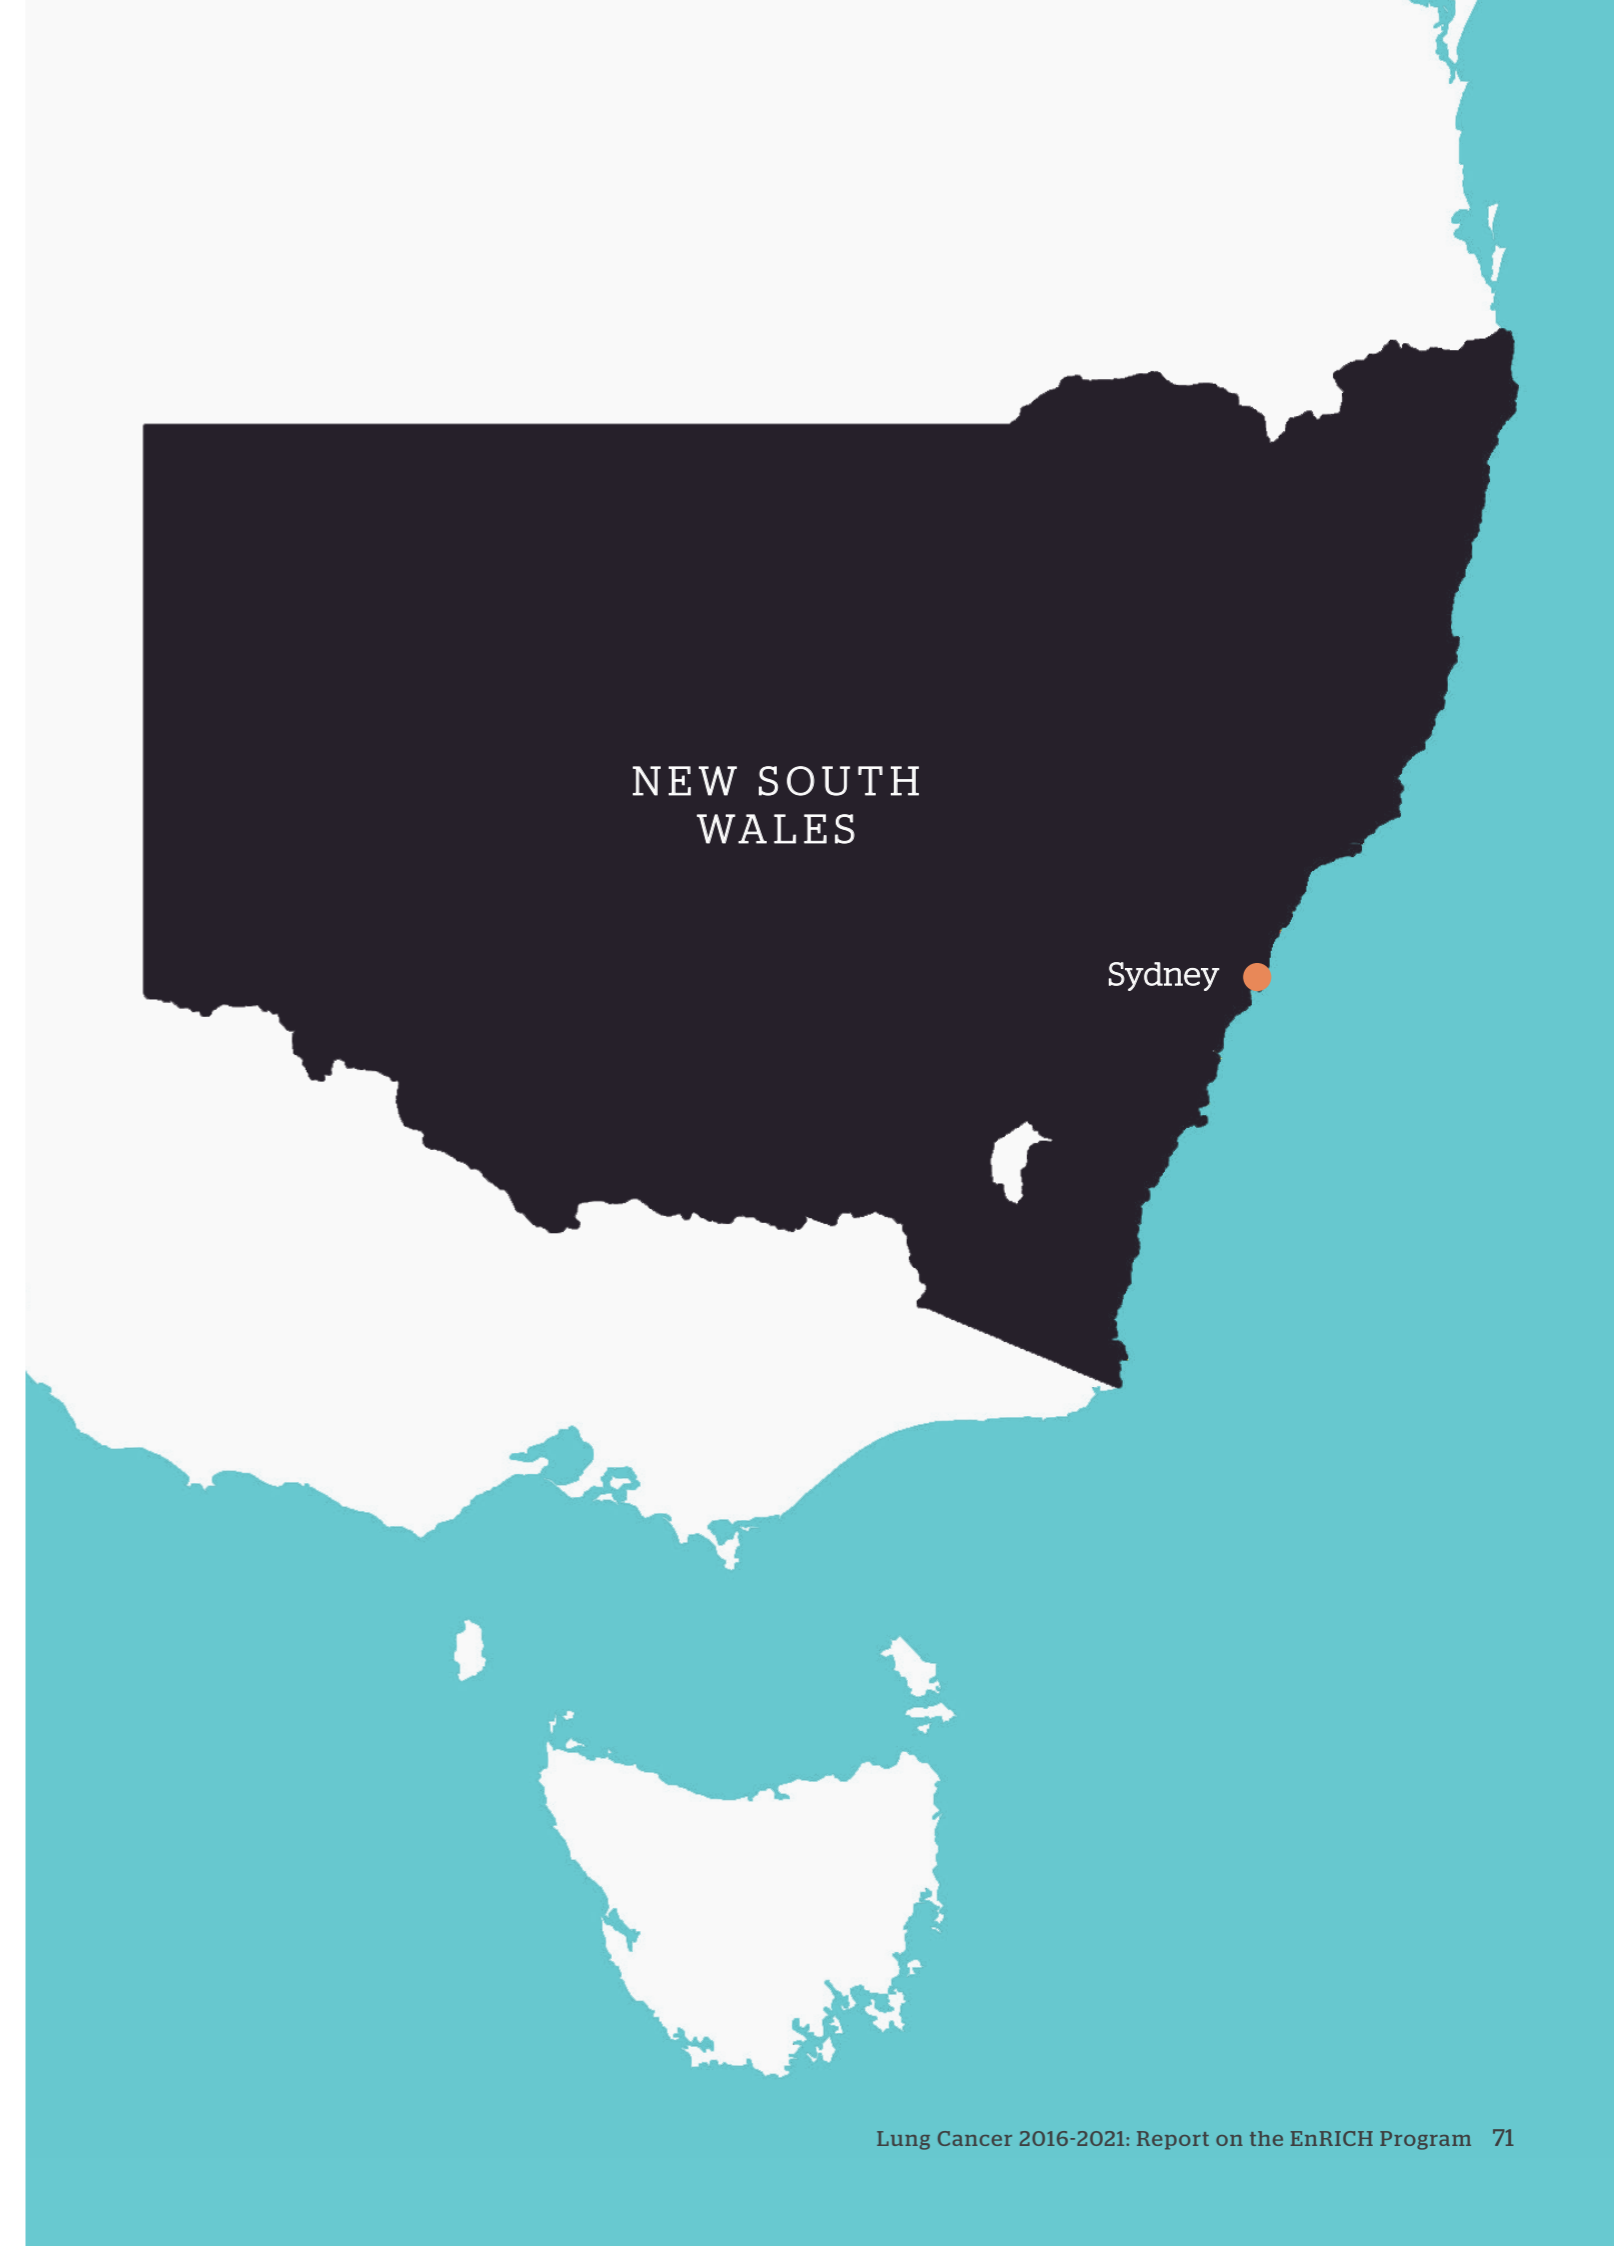 NEW SOUTH
WALES
Sydney
Lung Cancer 2016-2021: Report on the EnRICH Program 71